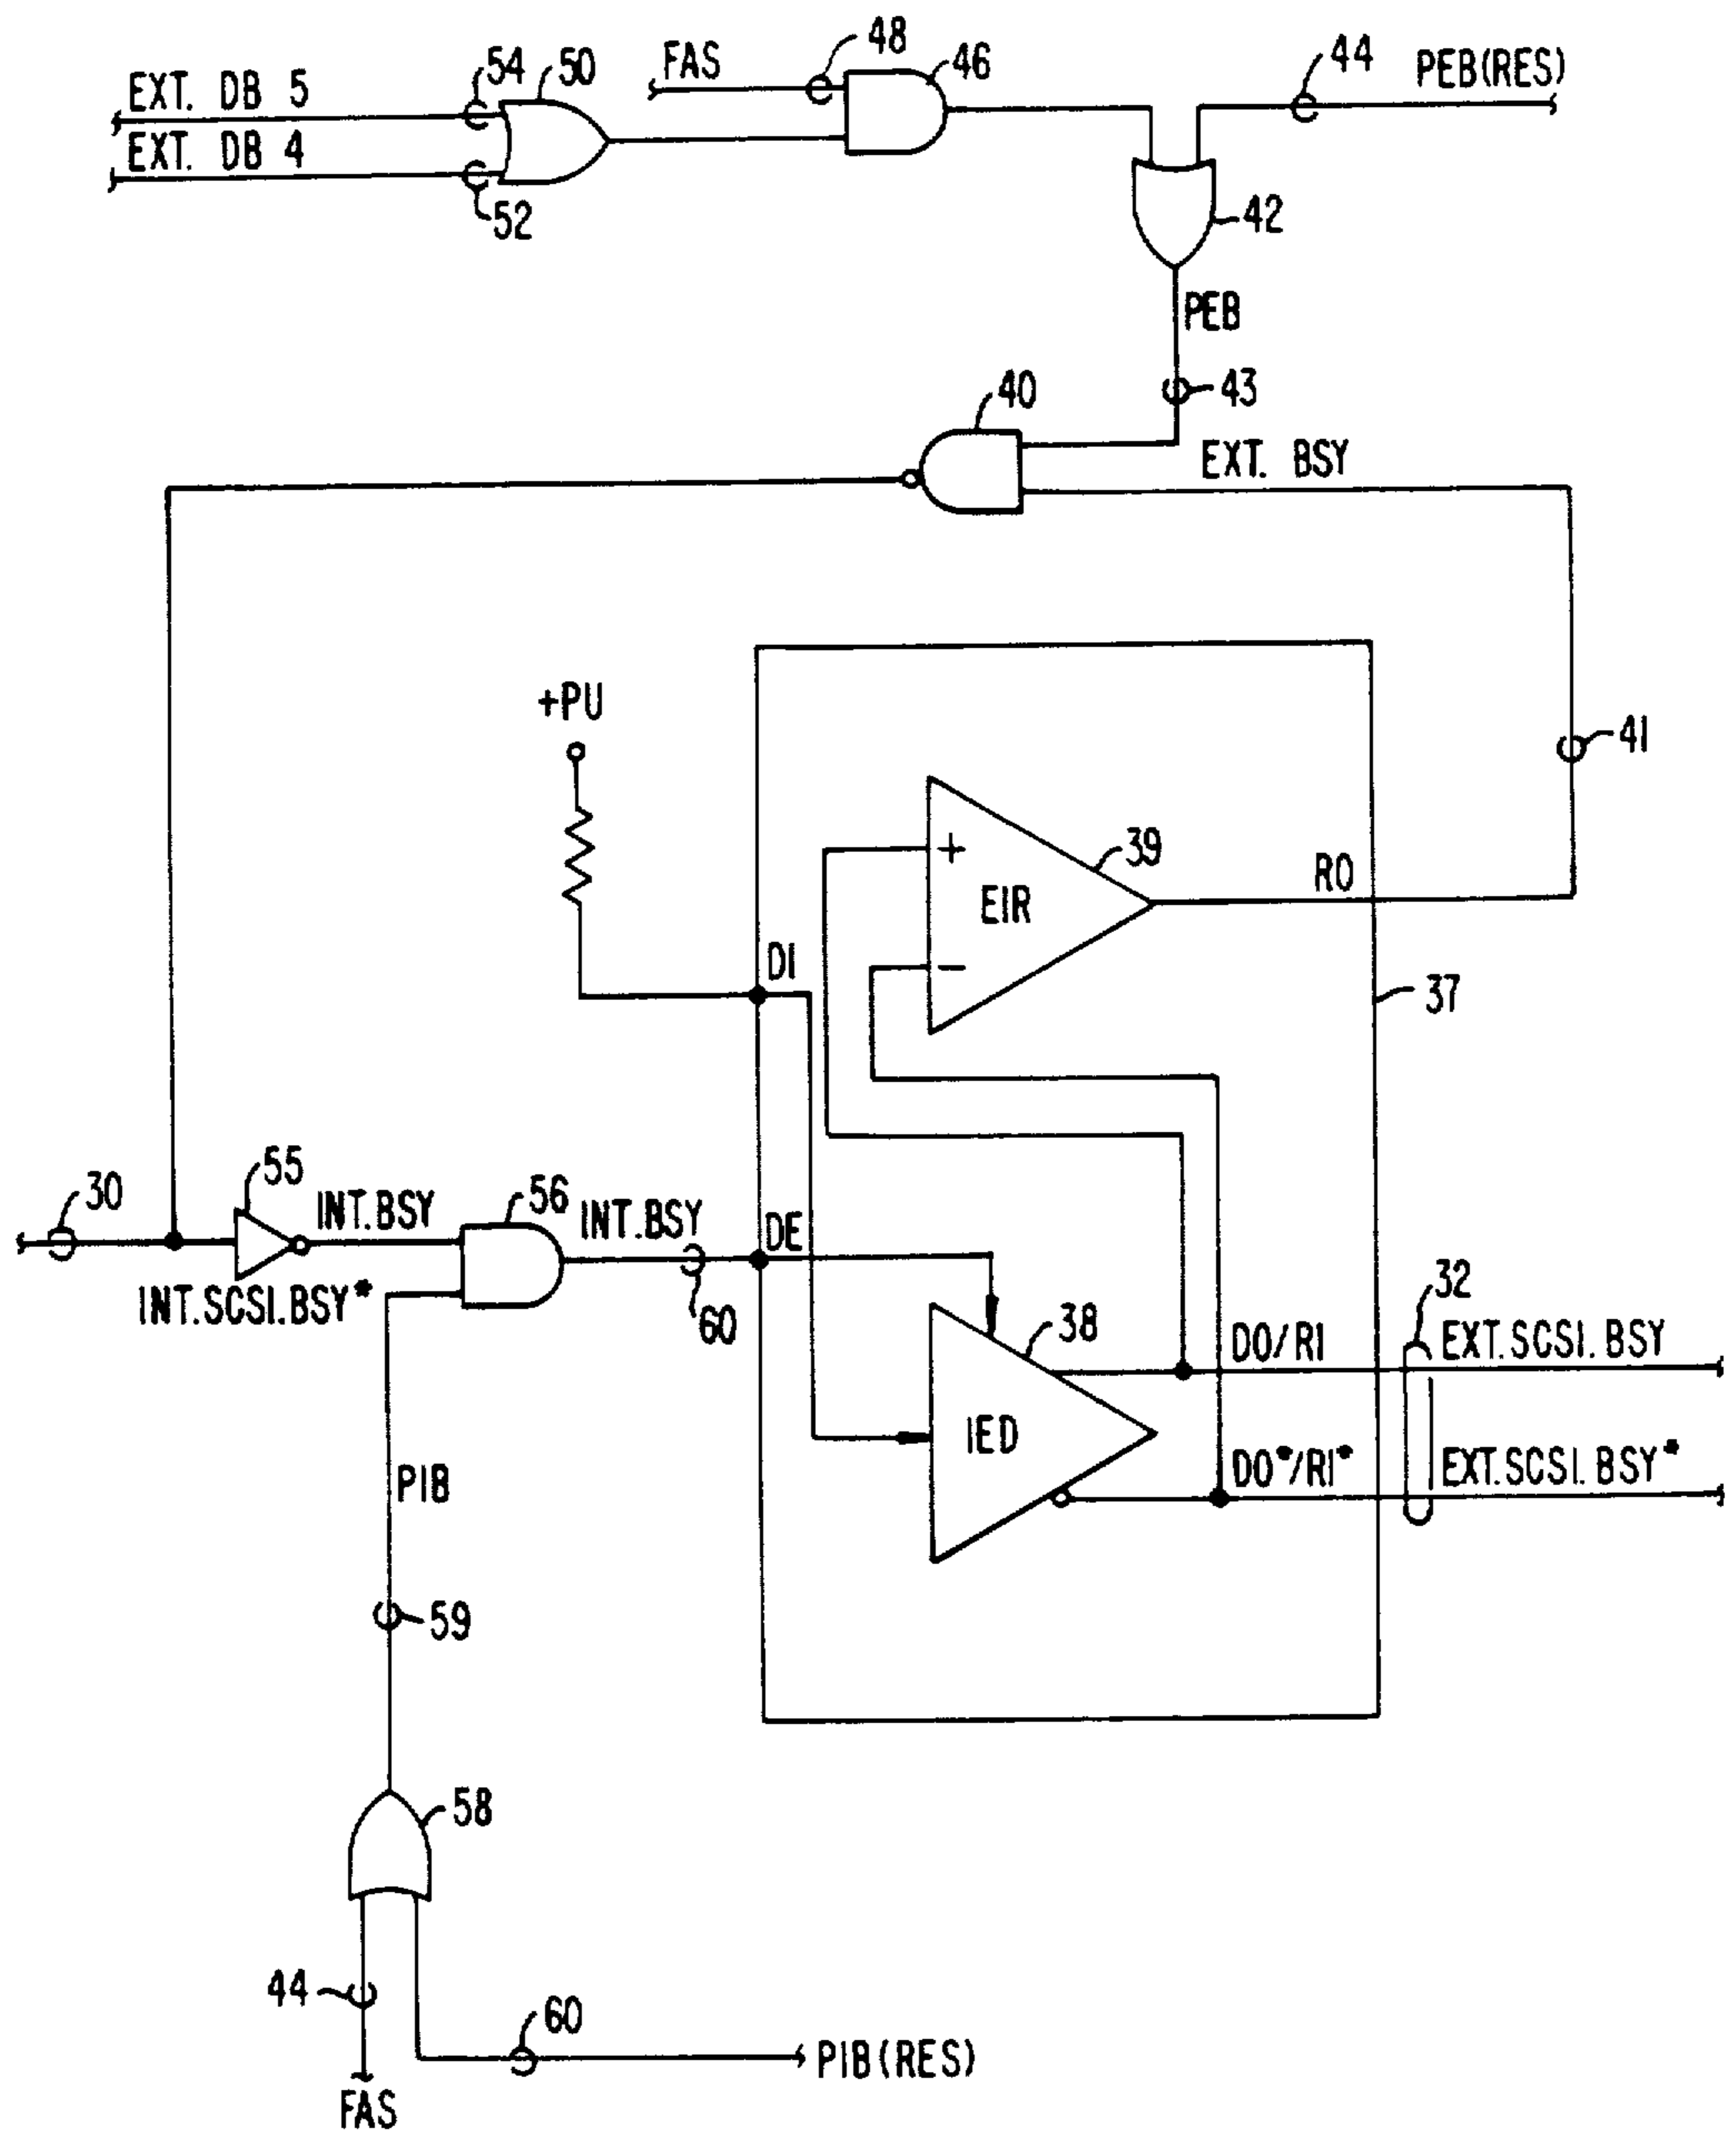 48
44
54
50
FAS
46
PEB(RES)
EXT. DB 5
EXT. DB 4
52
42
PEB
40
43
EXT. BSY
+PU
41
39
+
EIR
RO
DI
−
37
30
55
INT.BSY
56
INT.BSY
DE
INT.SCSI.BSY*
60
38
32
DO/RI
EXT.SCSI.BSY
IED
DO*/RI*
EXT.SCSI.BSY*
PIB
59
58
44
60
PIB(RES)
FAS